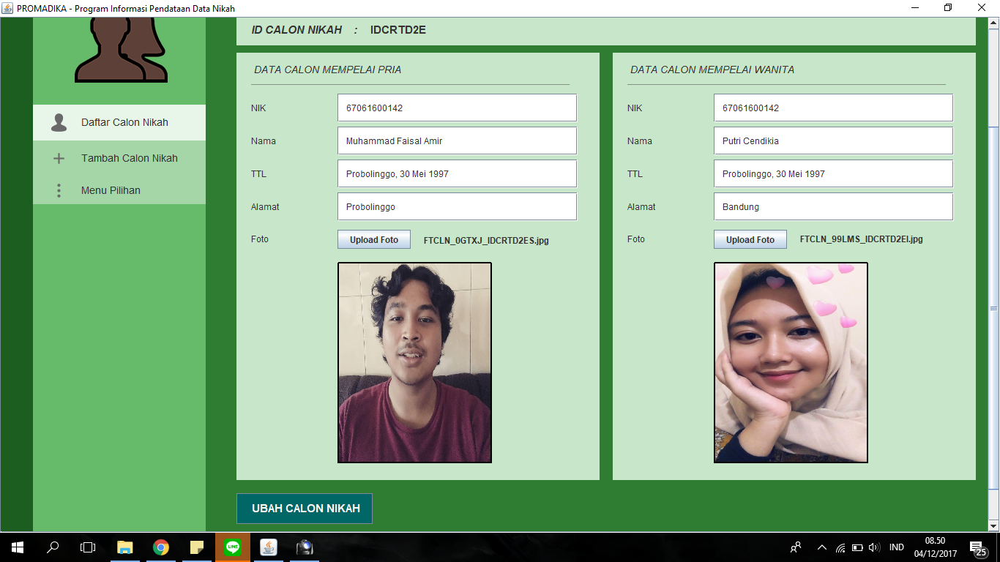 PROMADIKA - Program Informasi Pendataan Data Nikah
ID CALON NIKAH : IDCRTD2E
Daftar Calon Nikah
Tambah Calon Nikah
Menu Pilihan
DATA CALON MEMPELAI PRIA
NIK 67061600142
Nama Muhammad Faisal Amir
TTL Probolinggo, 30 Mei 1997
Alamat Probolinggo
Foto Upload Foto FTCLN_0GTXJ_IDCRTD2ES.jpg
DATA CALON MEMPELAI WANITA
NIK 67061600142
Nama Putri Cendikia
TTL Probolinggo, 30 Mei 1997
Alamat Bandung
Foto Upload Foto FTCLN_99LMS_IDCRTD2EI.jpg
UBAH CALON NIKAH
LINE
IND
08.50
04/12/2017
25